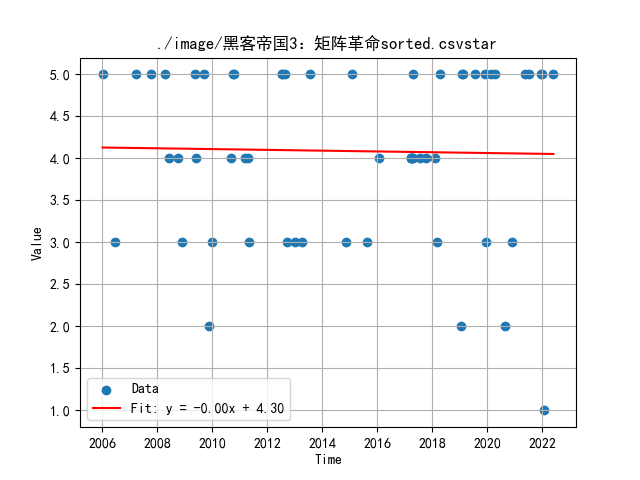 ./image/黑客帝国3：矩阵革命sorted.csvstar
Value
5.0
4.5
4.0
3.5
3.0
2.5
2.0
1.5
1.0
Data
Fit: y = -0.00x + 4.30
2006 2008 2010 2012 2014 2016 2018 2020 2022
Time